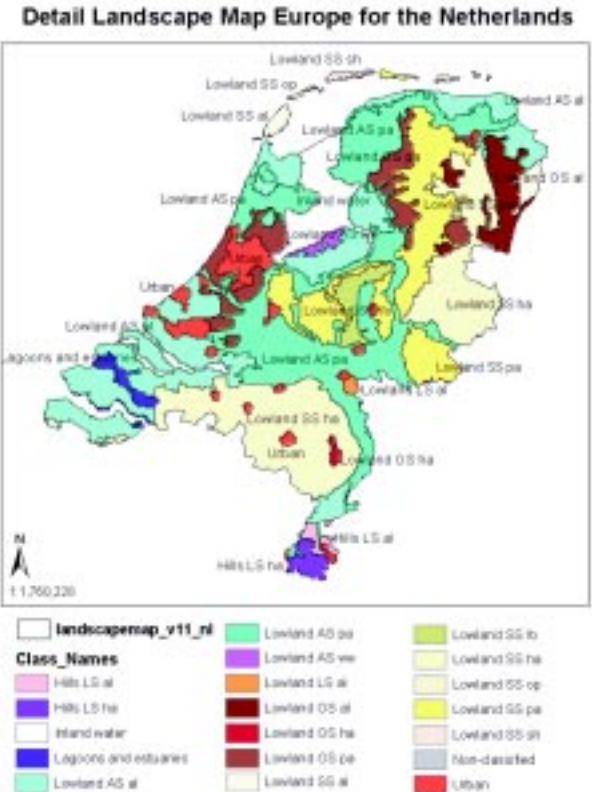 Detail Landscape Map Europe for the Netherlands
Lowland SS sh
Lowland SS op
Lowland SS al
Lowland AS al
Lowland AS pa
Lowland
OS al
Lowland AS pa
Inland water
Lowland
Urban
Urban
Lowland
Lowland SS ha
Lowland
Lagoons and estuaries
Lowland AS pa
Lowland SS pa
Lowland LS al
Lowland SS ha
Urban
Lowland OS ha
N
Hills LS al
Hills LS ha
1:1,760,228
landscapemap_v11_nl
Class_Names
Hills LS al
Hills LS ha
Inland water
Lagoons and estuaries
Lowland AS al
Lowland AS pa
Lowland AS we
Lowland LS al
Lowland OS al
Lowland OS ha
Lowland OS pa
Lowland SS al
Lowland SS fo
Lowland SS ha
Lowland SS op
Lowland SS pa
Lowland SS sh
Non-classified
Urban